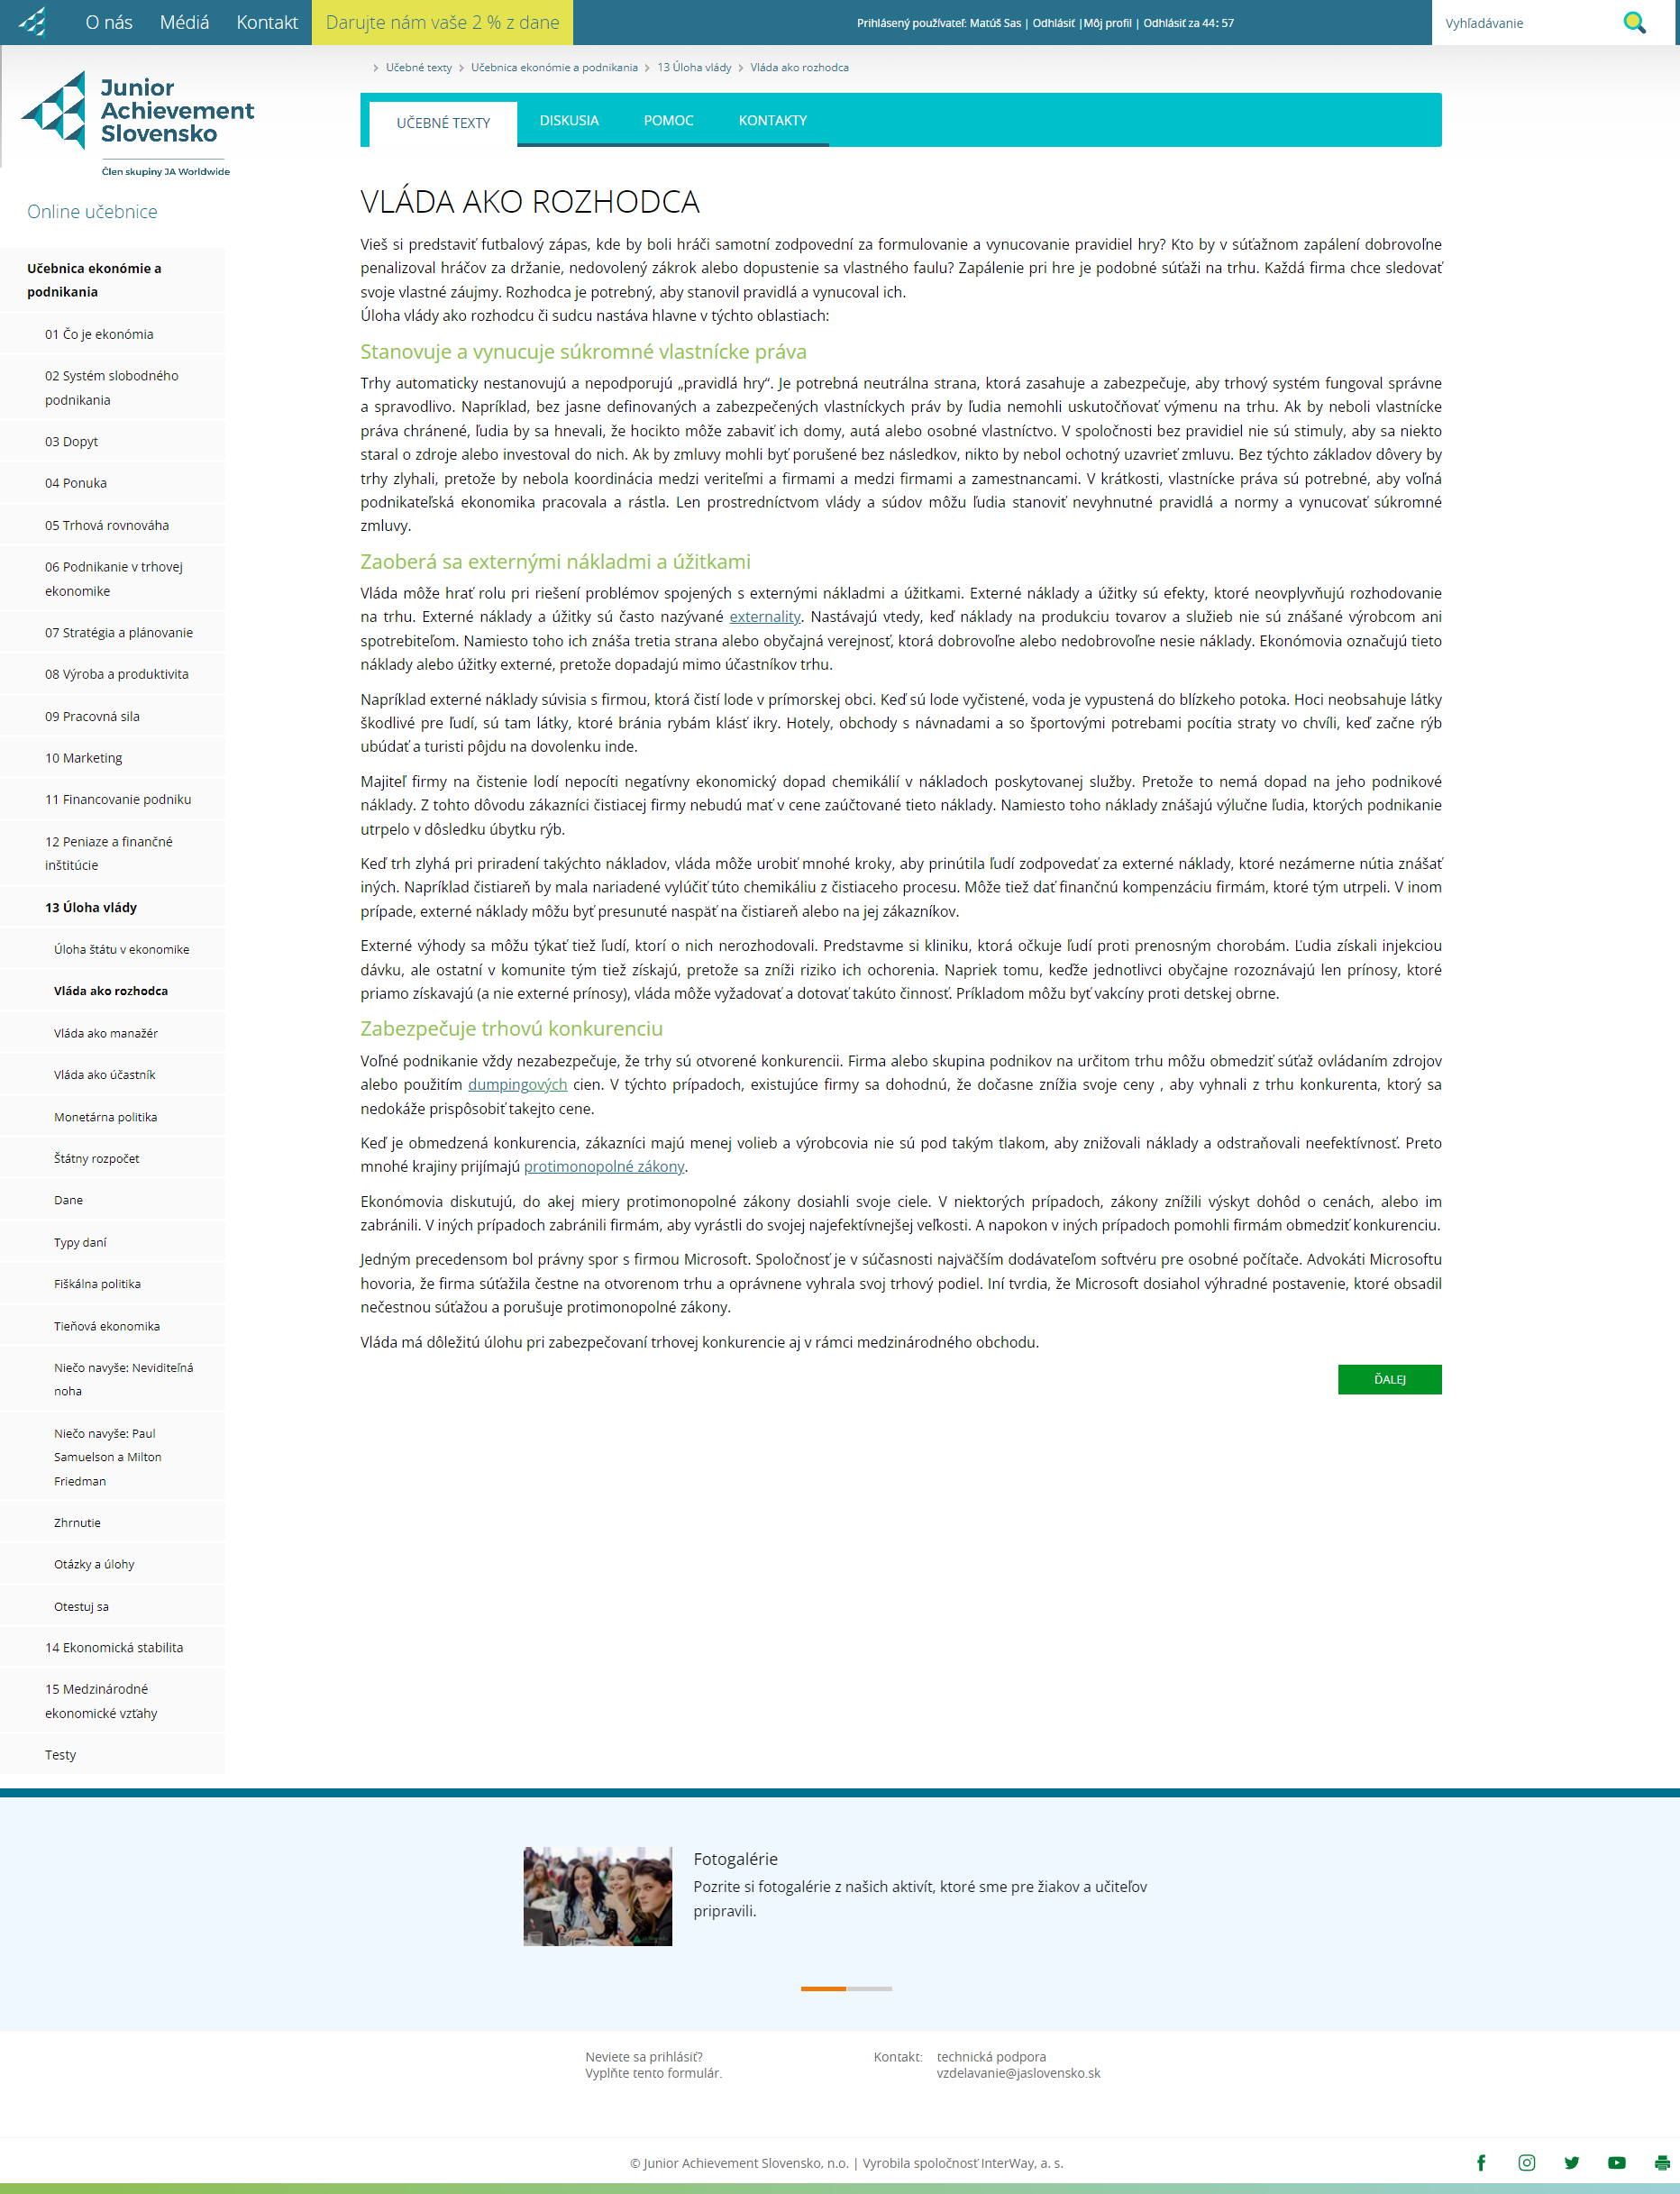 O nás Médiá Kontakt Darujte nám vaše 2 % z dane Prihlásený používateľ: Matúš Sas | Odhlásiť |Môj profil | Odhlásiť za 44: 57 Vyhľadávanie
Učebné texty Učebnica ekonómie a podnikania 13 Úloha vlády Vláda ako rozhodca
Junior
Achievement
Slovensko
Člen skupiny JA Worldwide
UČEBNÉ TEXTY DISKUSIA POMOC KONTAKTY
Online učebnice
Učebnica ekonómie a
podnikania
01 Čo je ekonómia
02 Systém slobodného
podnikania
03 Dopyt
04 Ponuka
05 Trhová rovnováha
06 Podnikanie v trhovej
ekonomike
07 Stratégia a plánovanie
08 Výroba a produktivita
09 Pracovná sila
10 Marketing
11 Financovanie podniku
12 Peniaze a finančné
inštitúcie
13 Úloha vlády
Úloha štátu v ekonomike
Vláda ako rozhodca
Vláda ako manažér
Vláda ako účastník
Monetárna politika
Štátny rozpočet
Dane
Typy daní
Fiškálna politika
Tieňová ekonomika
Niečo navyše: Neviditeľná
noha
Niečo navyše: Paul
Samuelson a Milton
Friedman
Zhrnutie
Otázky a úlohy
Otestuj sa
14 Ekonomická stabilita
15 Medzinárodné
ekonomické vzťahy
Testy
VLÁDA AKO ROZHODCA
Vieš si predstaviť futbalový zápas, kde by boli hráči samotní zodpovední za formulovanie a vynucovanie pravidiel hry? Kto by v súťažnom zapálení dobrovoľne
penalizoval hráčov za držanie, nedovolený zákrok alebo dopustenie sa vlastného faulu? Zapálenie pri hre je podobné súťaži na trhu. Každá firma chce sledovať
svoje vlastné záujmy. Rozhodca je potrebný, aby stanovil pravidlá a vynucoval ich.
Úloha vlády ako rozhodcu či sudcu nastáva hlavne v týchto oblastiach:
Stanovuje a vynucuje súkromné vlastnícke práva
Trhy automaticky nestanovujú a nepodporujú „pravidlá hry“. Je potrebná neutrálna strana, ktorá zasahuje a zabezpečuje, aby trhový systém fungoval správne
a spravodlivo. Napríklad, bez jasne definovaných a zabezpečených vlastníckych práv by ľudia nemohli uskutočňovať výmenu na trhu. Ak by neboli vlastnícke
práva chránené, ľudia by sa hnevali, že hocikto môže zabaviť ich domy, autá alebo osobné vlastníctvo. V spoločnosti bez pravidiel nie sú stimuly, aby sa niekto
staral o zdroje alebo investoval do nich. Ak by zmluvy mohli byť porušené bez následkov, nikto by nebol ochotný uzavrieť zmluvu. Bez týchto základov dôvery by
trhy zlyhali, pretože by nebola koordinácia medzi veriteľmi a firmami a medzi firmami a zamestnancami. V krátkosti, vlastnícke práva sú potrebné, aby voľná
podnikateľská ekonomika pracovala a rástla. Len prostredníctvom vlády a súdov môžu ľudia stanoviť nevyhnutné pravidlá a normy a vynucovať súkromné
zmluvy.
Zaoberá sa externými nákladmi a úžitkami
Vláda môže hrať rolu pri riešení problémov spojených s externými nákladmi a úžitkami. Externé náklady a úžitky sú efekty, ktoré neovplyvňujú rozhodovanie
na trhu. Externé náklady a úžitky sú často nazývané externality. Nastávajú vtedy, keď náklady na produkciu tovarov a služieb nie sú znášané výrobcom ani
spotrebiteľom. Namiesto toho ich znáša tretia strana alebo obyčajná verejnosť, ktorá dobrovoľne alebo nedobrovoľne nesie náklady. Ekonómovia označujú tieto
náklady alebo úžitky externé, pretože dopadajú mimo účastníkov trhu.
Napríklad externé náklady súvisia s firmou, ktorá čistí lode v prímorskej obci. Keď sú lode vyčistené, voda je vypustená do blízkeho potoka. Hoci neobsahuje látky
škodlivé pre ľudí, sú tam látky, ktoré bránia rybám klásť ikry. Hotely, obchody s návnadami a so športovými potrebami pocítia straty vo chvíli, keď začne rýb
ubúdať a turisti pôjdu na dovolenku inde.
Majiteľ firmy na čistenie lodí nepocíti negatívny ekonomický dopad chemikálií v nákladoch poskytovanej služby. Pretože to nemá dopad na jeho podnikové
náklady. Z tohto dôvodu zákazníci čistiacej firmy nebudú mať v cene zaúčtované tieto náklady. Namiesto toho náklady znášajú výlučne ľudia, ktorých podnikanie
utrpelo v dôsledku úbytku rýb.
Keď trh zlyhá pri priradení takýchto nákladov, vláda môže urobiť mnohé kroky, aby prinútila ľudí zodpovedať za externé náklady, ktoré nezámerne nútia znášať
iných. Napríklad čistiareň by mala nariadené vylúčiť túto chemikáliu z čistiaceho procesu. Môže tiež dať finančnú kompenzáciu firmám, ktoré tým utrpeli. V inom
prípade, externé náklady môžu byť presunuté naspäť na čistiareň alebo na jej zákazníkov.
Externé výhody sa môžu týkať tiež ľudí, ktorí o nich nerozhodovali. Predstavme si kliniku, ktorá očkuje ľudí proti prenosným chorobám. Ľudia získali injekciou
dávku, ale ostatní v komunite tým tiež získajú, pretože sa zníži riziko ich ochorenia. Napriek tomu, keďže jednotlivci obyčajne rozoznávajú len prínosy, ktoré
priamo získavajú (a nie externé prínosy), vláda môže vyžadovať a dotovať takúto činnosť. Príkladom môžu byť vakcíny proti detskej obrne.
Zabezpečuje trhovú konkurenciu
Voľné podnikanie vždy nezabezpečuje, že trhy sú otvorené konkurencii. Firma alebo skupina podnikov na určitom trhu môžu obmedziť súťaž ovládaním zdrojov
alebo použitím dumpingových cien. V týchto prípadoch, existujúce firmy sa dohodnú, že dočasne znížia svoje ceny , aby vyhnali z trhu konkurenta, ktorý sa
nedokáže prispôsobiť takejto cene.
Keď je obmedzená konkurencia, zákazníci majú menej volieb a výrobcovia nie sú pod takým tlakom, aby znižovali náklady a odstraňovali neefektívnosť. Preto
mnohé krajiny prijímajú protimonopolné zákony.
Ekonómovia diskutujú, do akej miery protimonopolné zákony dosiahli svoje ciele. V niektorých prípadoch, zákony znížili výskyt dohôd o cenách, alebo im
zabránili. V iných prípadoch zabránili firmám, aby vyrástli do svojej najefektívnejšej veľkosti. A napokon v iných prípadoch pomohli firmám obmedziť konkurenciu.
Jedným precedensom bol právny spor s firmou Microsoft. Spoločnosť je v súčasnosti najväčším dodávateľom softvéru pre osobné počítače. Advokáti Microsoftu
hovoria, že firma súťažila čestne na otvorenom trhu a oprávnene vyhrala svoj trhový podiel. Iní tvrdia, že Microsoft dosiahol výhradné postavenie, ktoré obsadil
nečestnou súťažou a porušuje protimonopolné zákony.
Vláda má dôležitú úlohu pri zabezpečovaní trhovej konkurencie aj v rámci medzinárodného obchodu.
ĎALEJ
Fotogalérie
Pozrite si fotogalérie z našich aktivít, ktoré sme pre žiakov a učiteľov
pripravili.
Neviete sa prihlásiť? Kontakt: technická podpora
Vyplňte tento formulár. vzdelavanie@jaslovensko.sk
© Junior Achievement Slovensko, n.o. | Vyrobila spoločnosť InterWay, a. s.